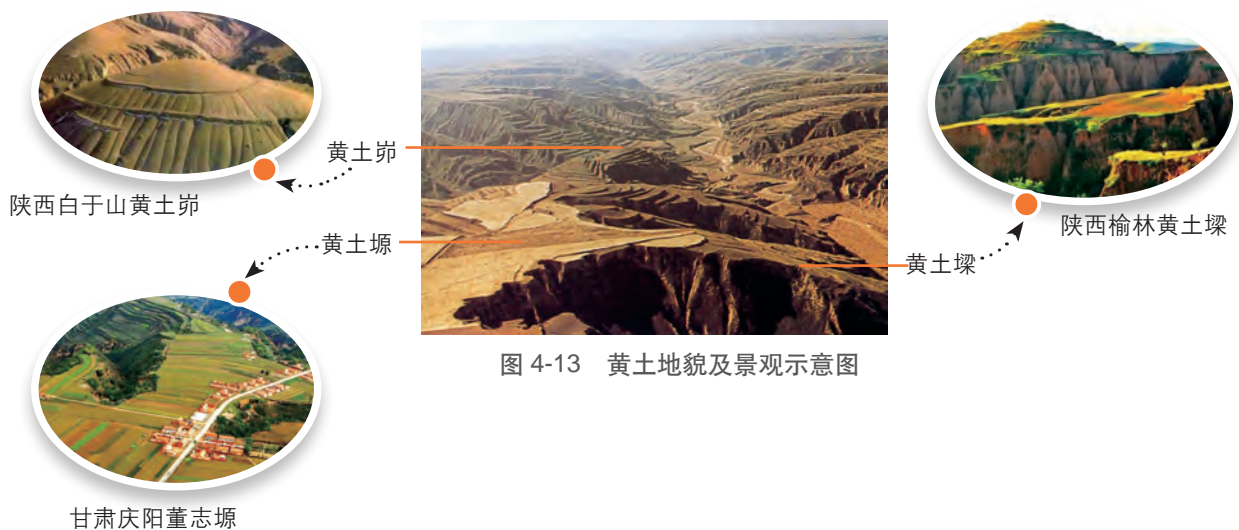 黄土峁
陕西白于山黄土峁
黄土塬
陕西榆林黄土墚
黄土墚
图 4-13 黄土地貌及景观示意图
甘肃庆阳董志塬